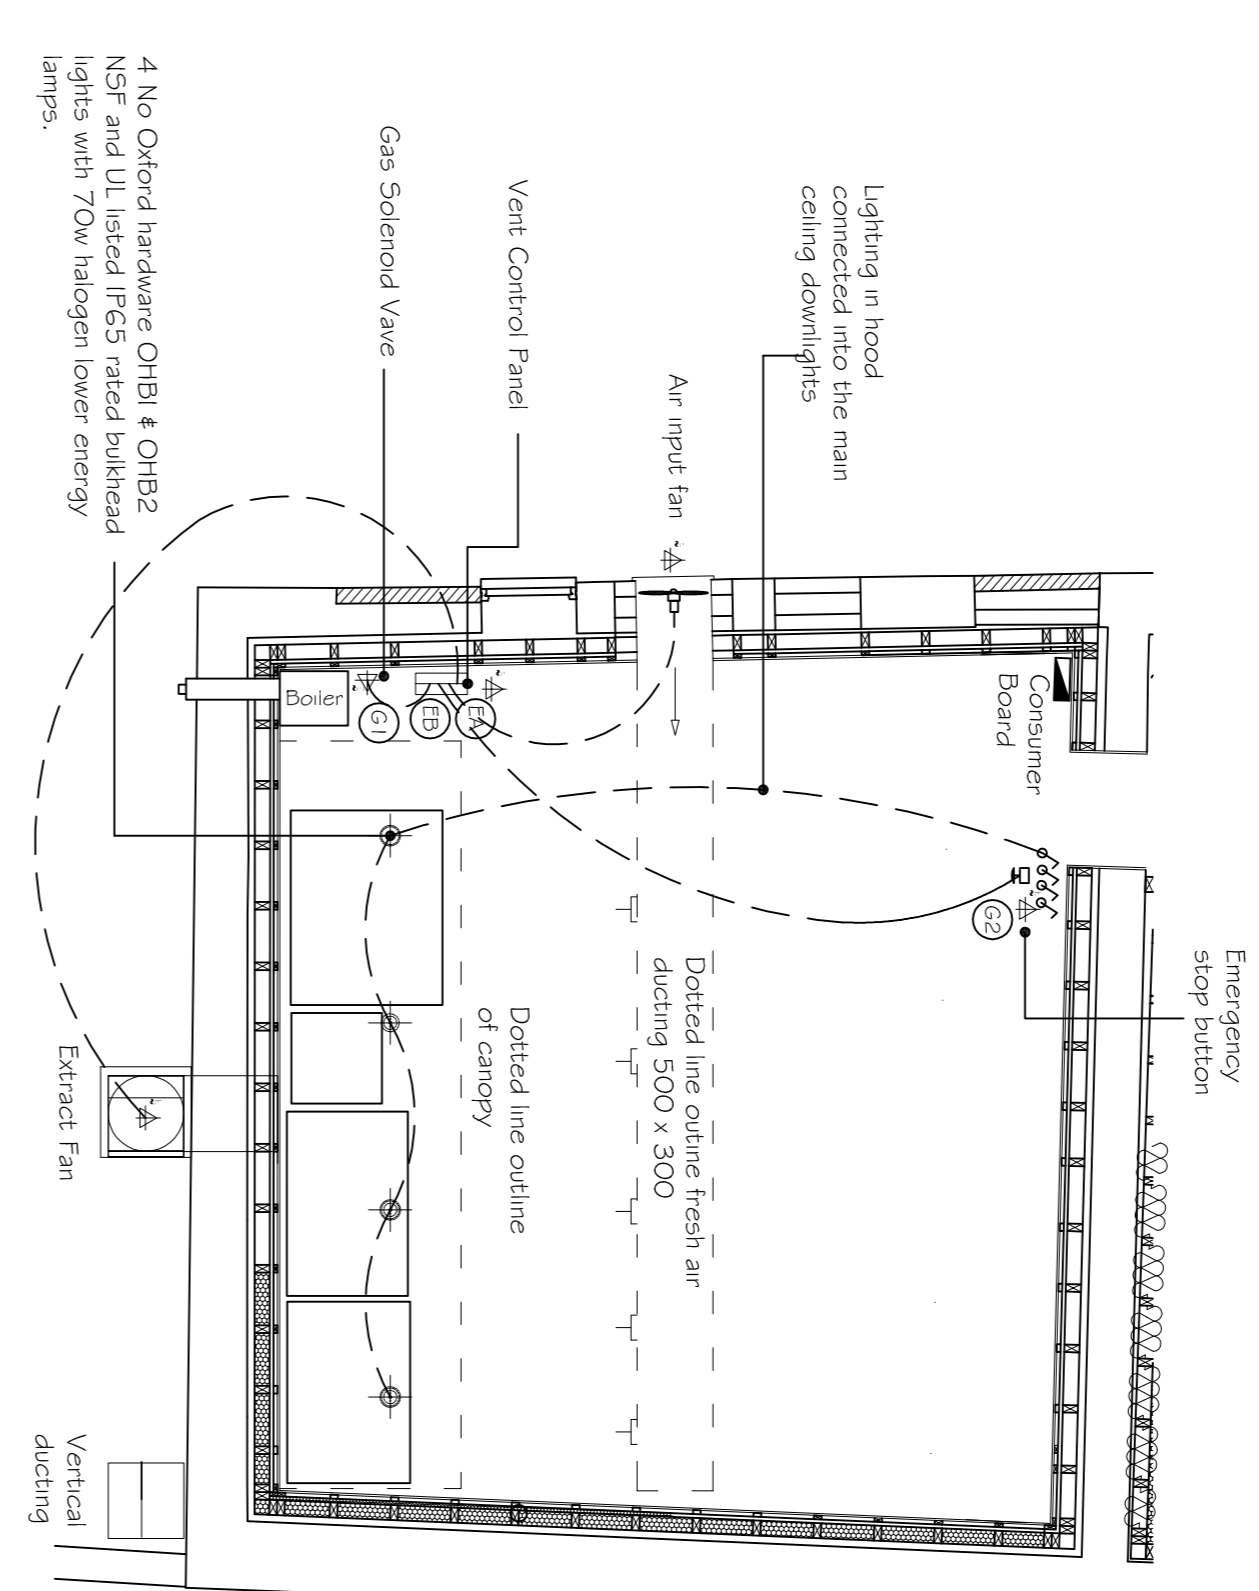 Emergency
stop button
Consumer
Board
G2
Lighting in hood
connected into the main
ceiling downlights
Air input fan
Dotted line outine fresh air
ducting 500 x 300
Vent Control Panel
Dotted line outline
of canopy
EA
EB
G1
Gas Solenoid Vave
Boiler
4 No Oxford hardware OHB1 & OHB2
NSF and UL listed IP65 rated bulkhead
lights with 70w halogen lower energy
lamps.
Extract Fan
Vertical
ducting